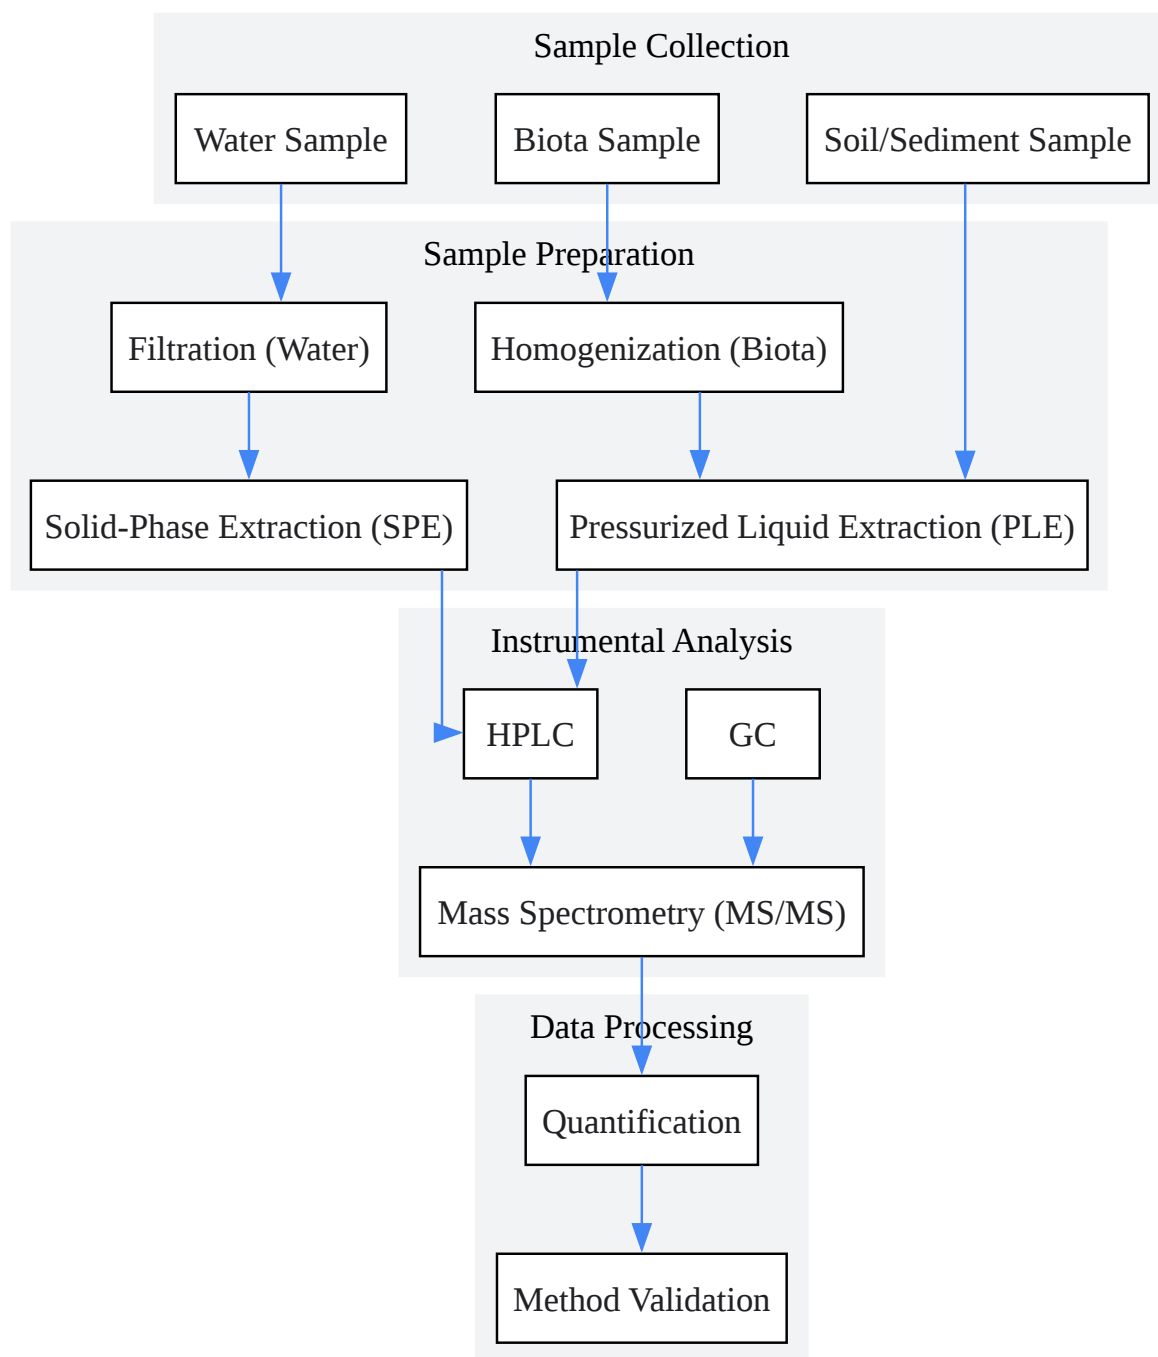 Sample Collection
Water Sample
Biota Sample
Soil/Sediment Sample
Sample Preparation
Filtration (Water)
Homogenization (Biota)
Solid-Phase Extraction (SPE)
Pressurized Liquid Extraction (PLE)
Instrumental Analysis
HPLC
GC
Mass Spectrometry (MS/MS)
Data Processing
Quantification
Method Validation